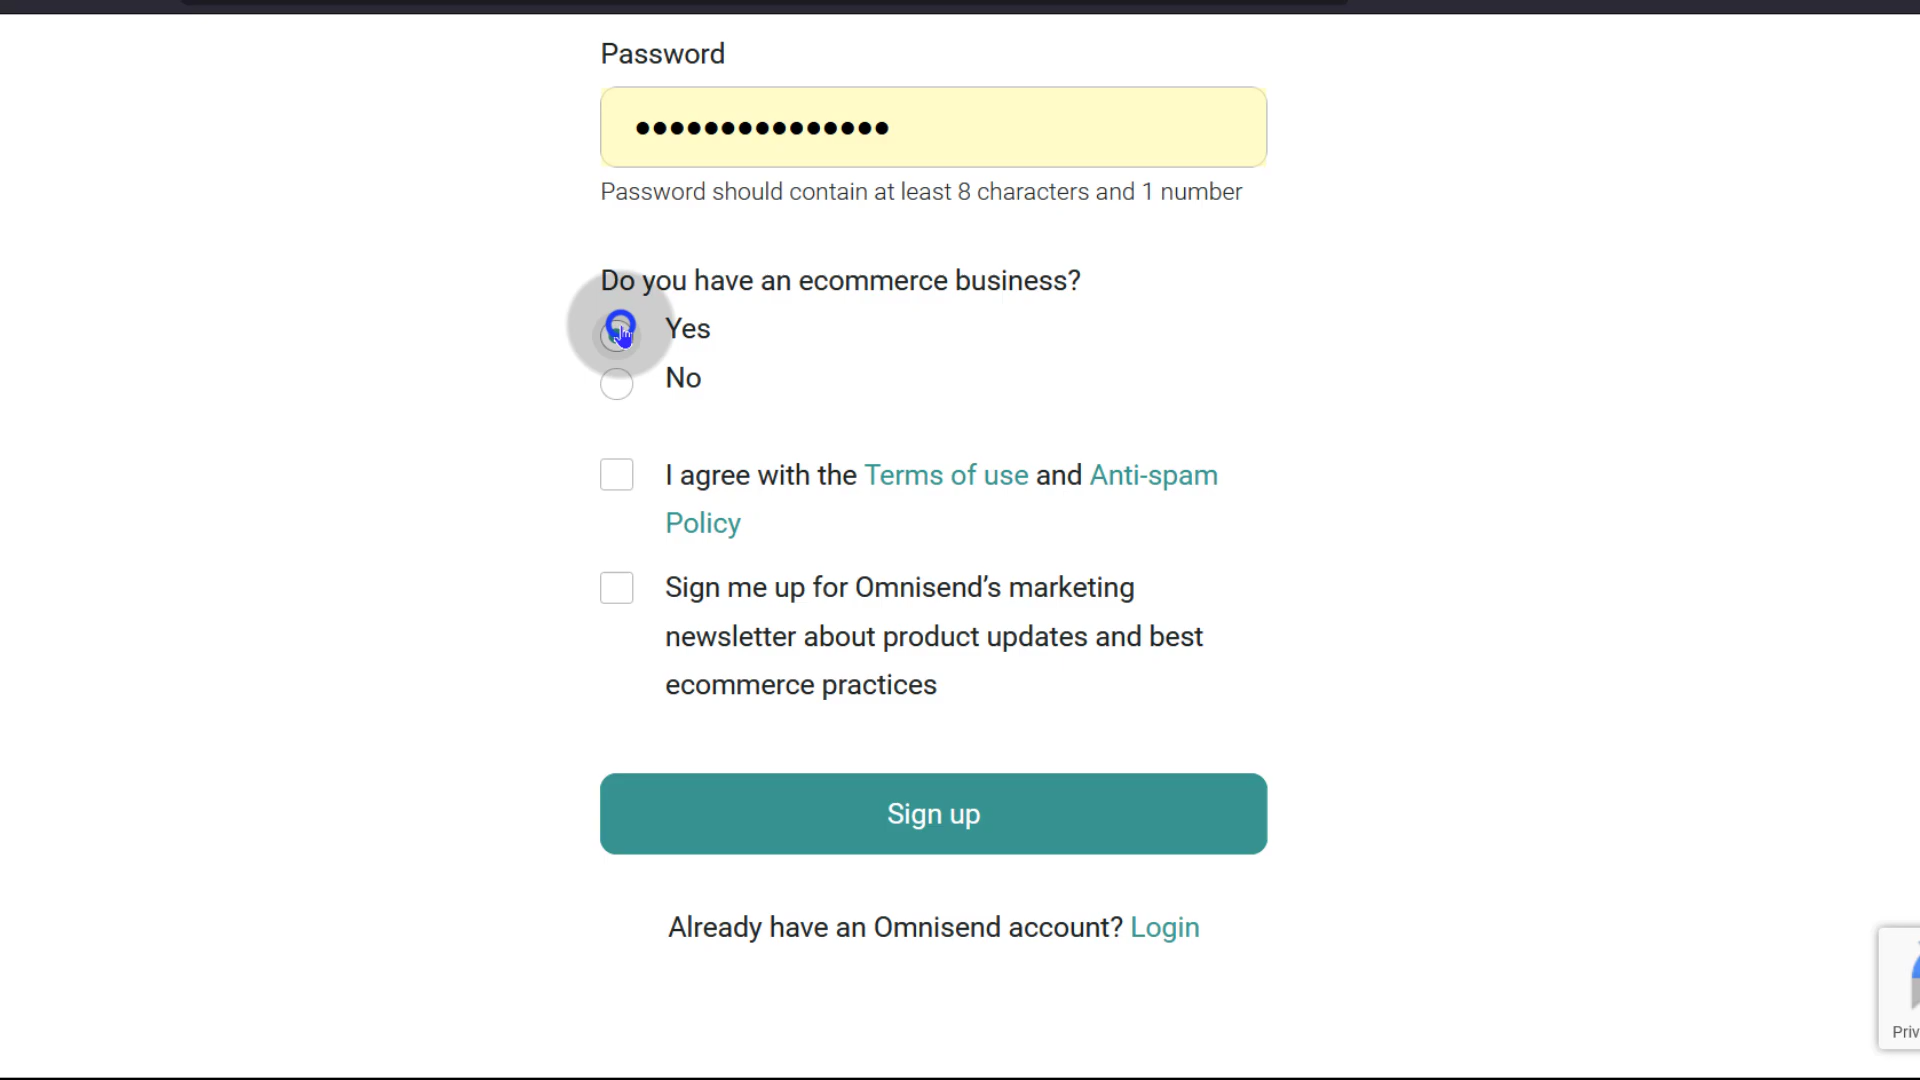 Password
•••••••••••••••
Password should contain at least 8 characters and 1 number
Do you have an ecommerce business?
Yes
No
I agree with the Terms of use and Anti-spam
Policy
Sign me up for Omnisend’s marketing
newsletter about product updates and best
ecommerce practices
Sign up
Already have an Omnisend account? Login